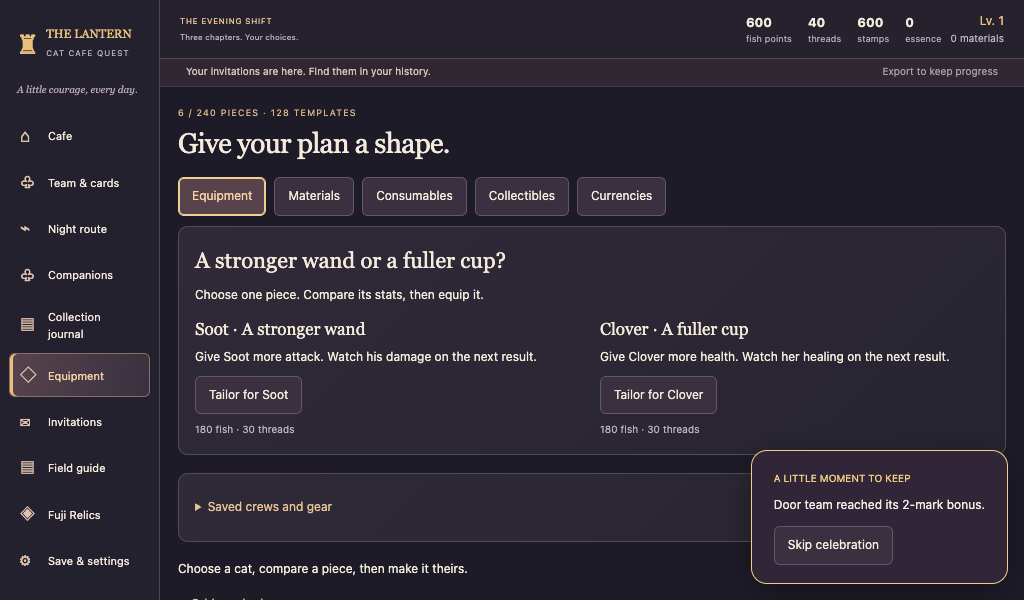 THE LANTERN
CAT CAFE QUEST
A little courage, every day.
Cafe
Team & cards
Night route
Companions
Collection
journal
Equipment
Invitations
Field guide
Fuji Relics
Save & settings
THE EVENING SHIFT
Three chapters. Your choices.
600
fish points
40
threads
600
stamps
0
essence
Lv. 1
0 materials
Your invitations are here. Find them in your history.
Export to keep progress
6 / 240 PIECES · 128 TEMPLATES
Give your plan a shape.
Equipment
Materials
Consumables
Collectibles
Currencies
A stronger wand or a fuller cup?
Choose one piece. Compare its stats, then equip it.
Soot · A stronger wand
Give Soot more attack. Watch his damage on the next result.
Tailor for Soot
180 fish · 30 threads
Clover · A fuller cup
Give Clover more health. Watch her healing on the next result.
Tailor for Clover
180 fish · 30 threads
Saved crews and gear
Choose a cat, compare a piece, then make it theirs.
A LITTLE MOMENT TO KEEP
Door team reached its 2-mark bonus.
Skip celebration